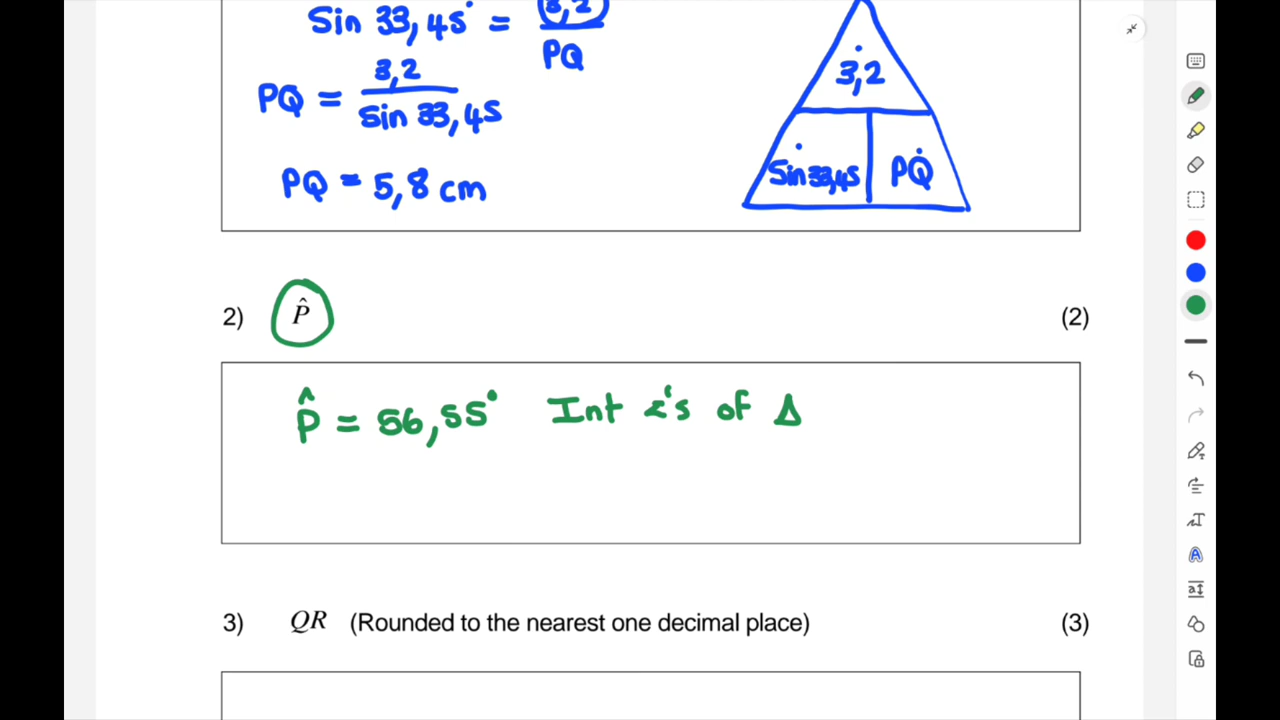 Sin 33,45° = 3,2 / PQ
PQ = 3,2 / Sin 33,45
PQ = 5,8 cm
3,2
Sin 33,45 PQ
2) P̂ (2)
P̂ = 56,55° Int ∠'s of Δ
3) QR (Rounded to the nearest one decimal place) (3)